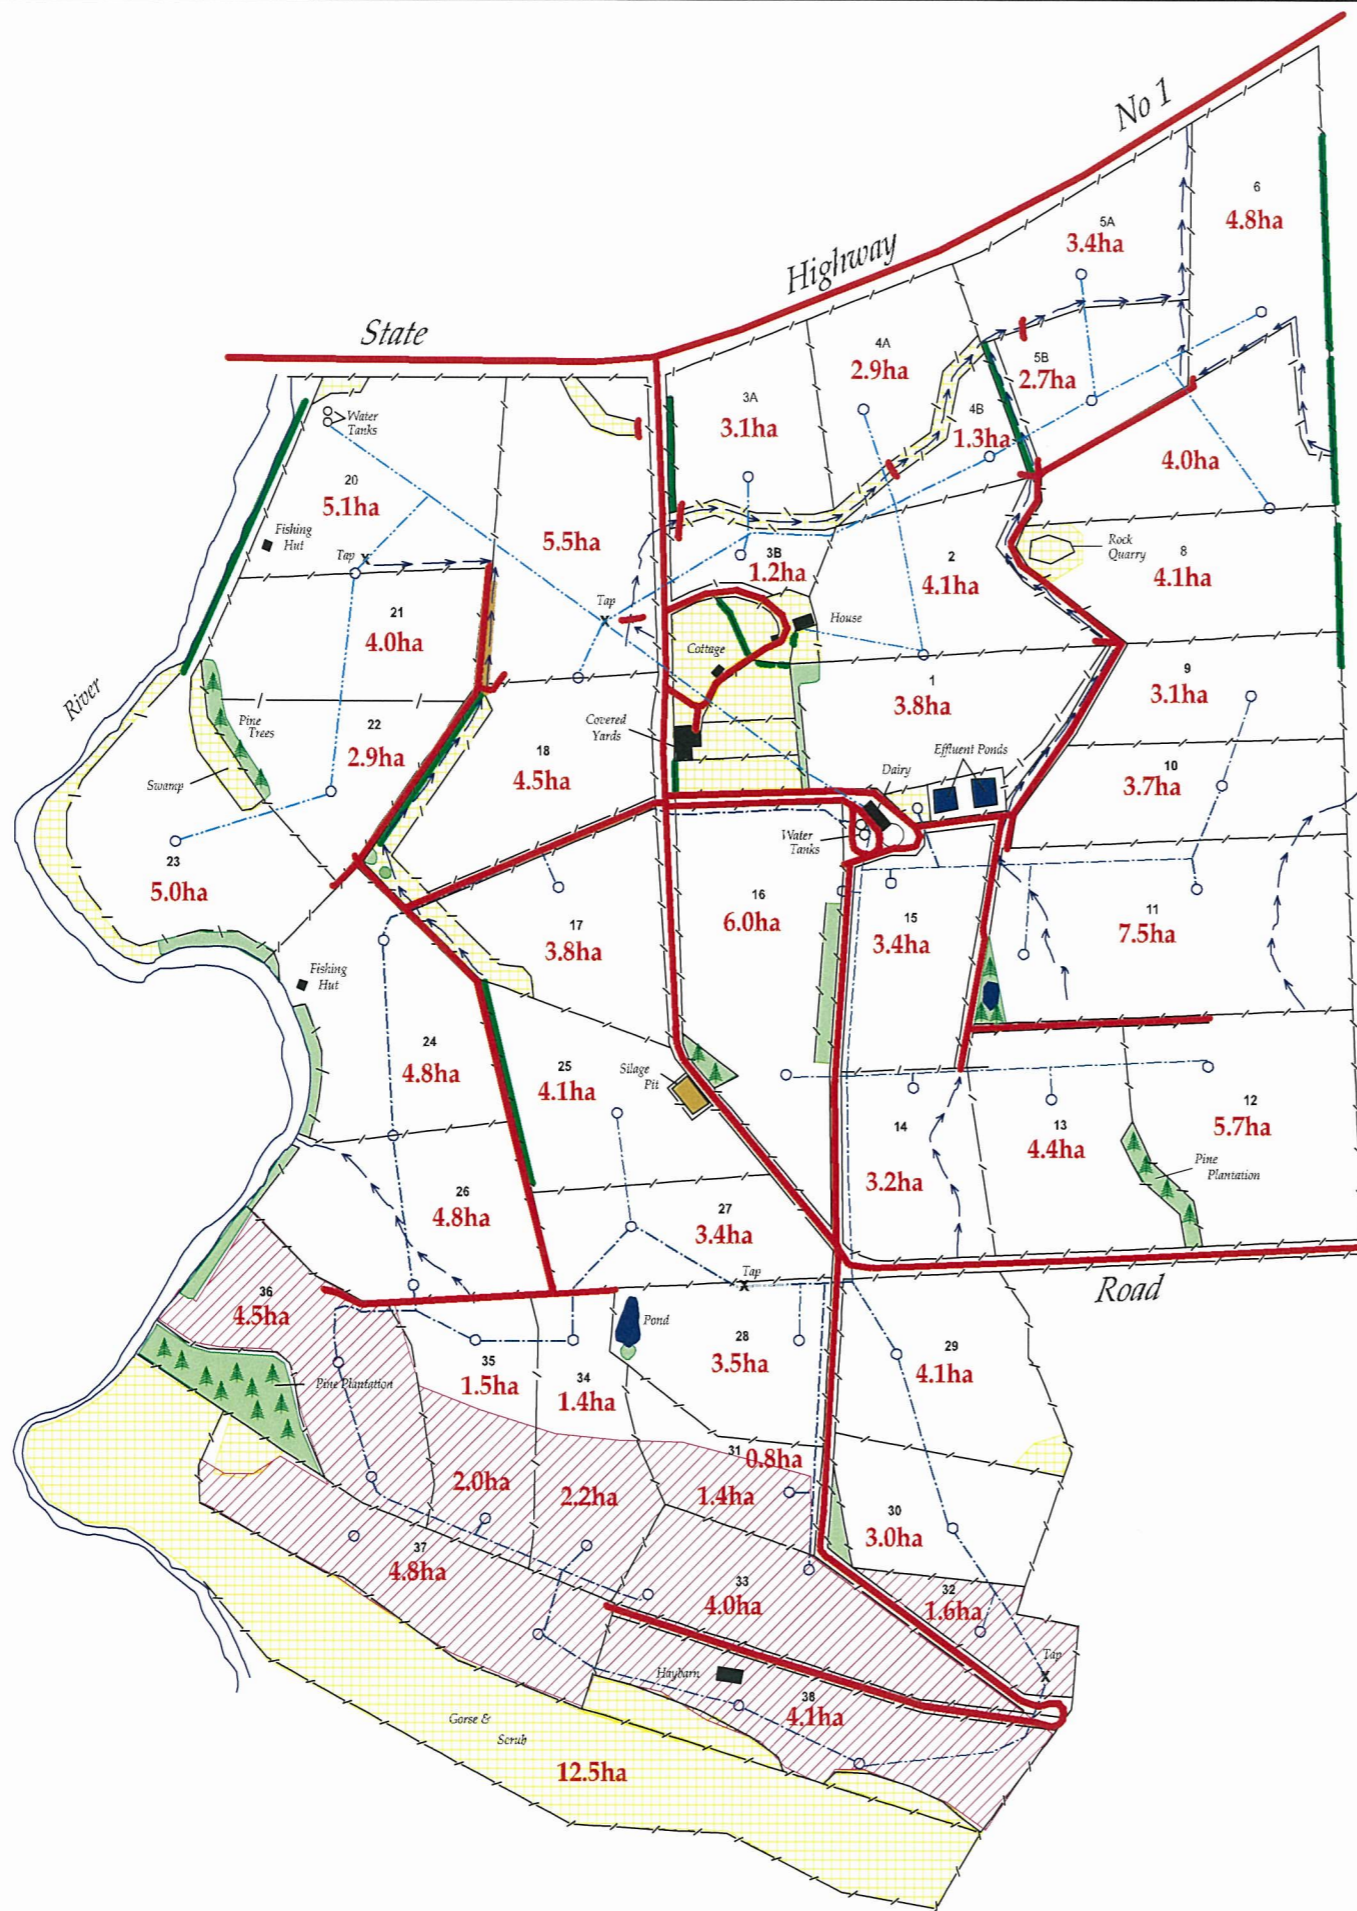 No 1
Highway
State
6
4.8ha
5A
3.4ha
4A
2.9ha
5B
2.7ha
3A
3.1ha
4B
1.3ha
4.0ha
Water
Tanks
20
5.1ha
Fishing
Hut
Tap
5.5ha
3B
1.2ha
2
4.1ha
Rock
Quarry
8
4.1ha
21
4.0ha
Tap
House
Cottage
River
Pine
Trees
22
2.9ha
Covered
Yards
1
3.8ha
9
3.1ha
Swamp
18
4.5ha
Effluent Ponds
Dairy
10
3.7ha
Water
Tanks
23
5.0ha
17
3.8ha
16
6.0ha
15
3.4ha
11
7.5ha
Fishing
Hut
24
4.8ha
25
4.1ha
Silage
Pit
14
3.2ha
13
4.4ha
12
5.7ha
Pine
Plantation
26
4.8ha
27
3.4ha
Tap
Road
36
4.5ha
Pond
28
3.5ha
29
4.1ha
35
1.5ha
34
1.4ha
Pine Plantation
31
0.8ha
2.0ha
2.2ha
1.4ha
30
3.0ha
37
4.8ha
33
4.0ha
32
1.6ha
Tap
Haybarn
38
4.1ha
Gorse &
Scrub
12.5ha
X
X
X
X